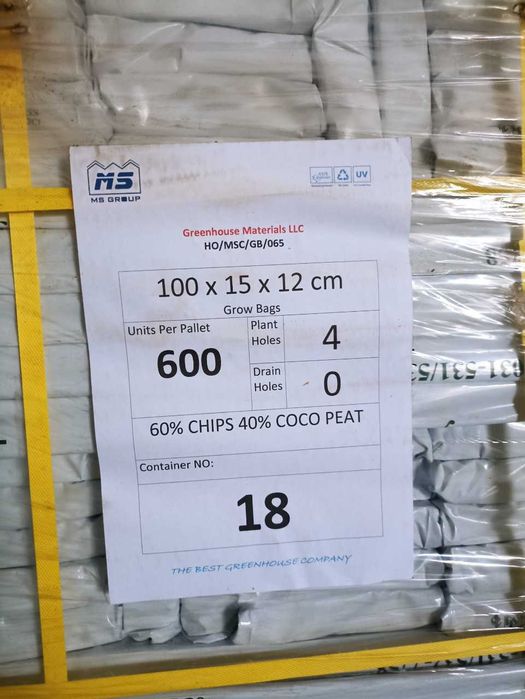 MS
MS GROUP
UV
Greenhouse Materials LLC
HO/MSC/GB/065
100 x 15 x 12 cm
Grow Bags
Units Per Pallet
600
Plant Holes
4
Drain Holes
0
60% CHIPS 40% COCO PEAT
Container NO:
18
THE BEST GREENHOUSE COMPANY